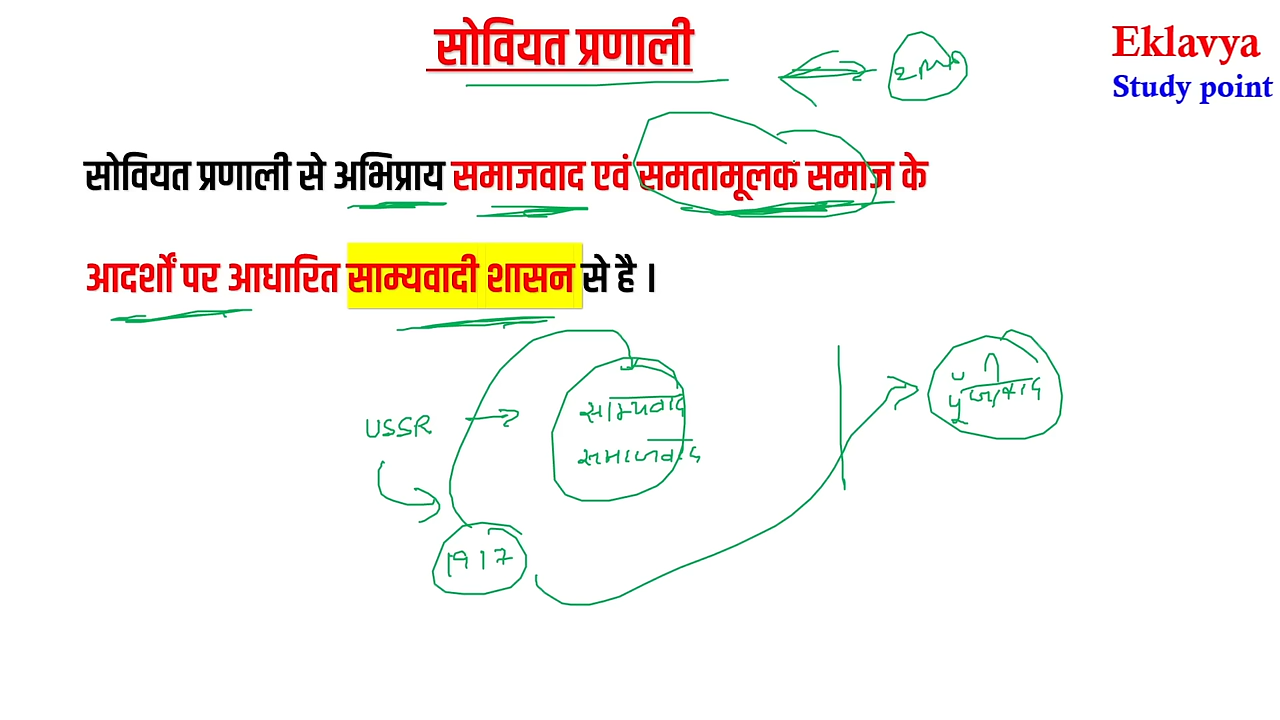 सोवियत प्रणाली
Eklavya
Study point
सोवियत प्रणाली से अभिप्राय समाजवाद एवं समतामूलक समाज के
आदर्शों पर आधारित साम्यवादी शासन से है ।
USSR
साम्यवाद
समाजवाद
1917